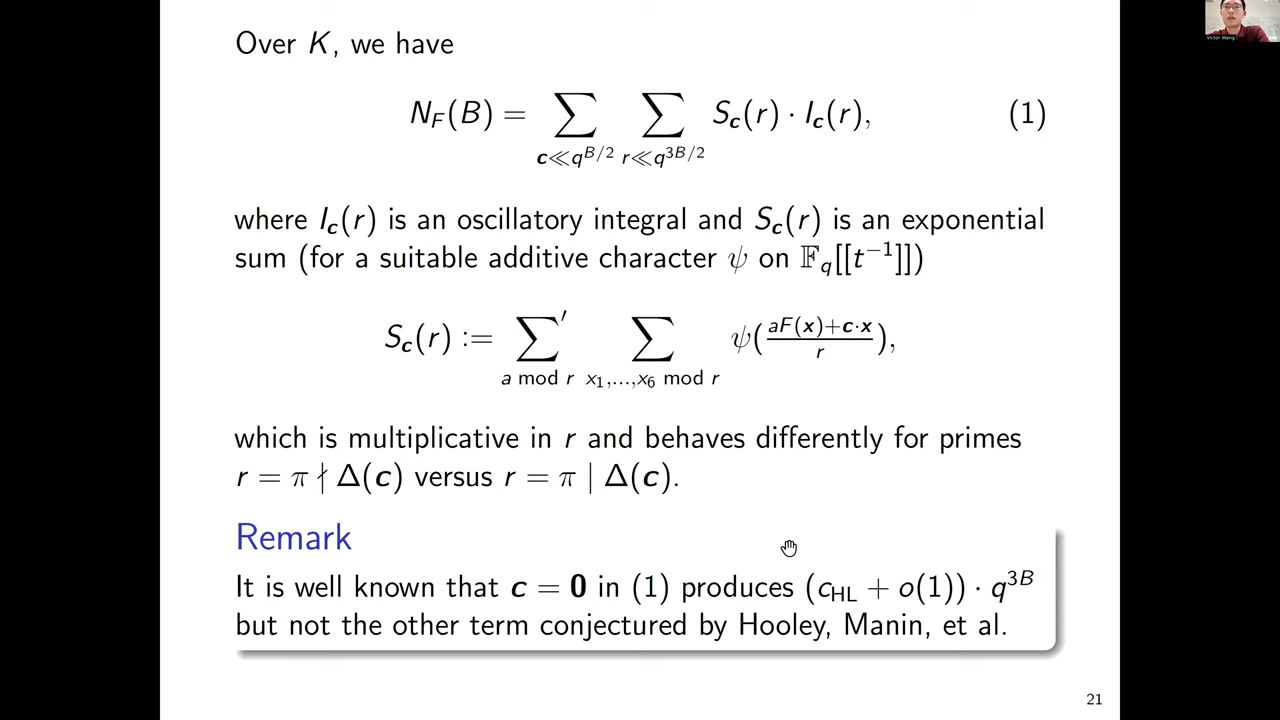 Over K, we have
N_F(B) = ∑_{c≪q^{B/2}} ∑_{r≪q^{3B/2}} S_c(r) · I_c(r), (1)
where I_c(r) is an oscillatory integral and S_c(r) is an exponential
sum (for a suitable additive character ψ on 𝔽_q[[t^{−1}]])
S_c(r) := ∑′_{a mod r} ∑_{x_1,...,x_6 mod r} ψ((aF(x)+c·x)/r),
which is multiplicative in r and behaves differently for primes
r = π ∤ Δ(c) versus r = π | Δ(c).
Remark
It is well known that c = 0 in (1) produces (c_HL + o(1)) · q^{3B}
but not the other term conjectured by Hooley, Manin, et al.
21
Victor Wang